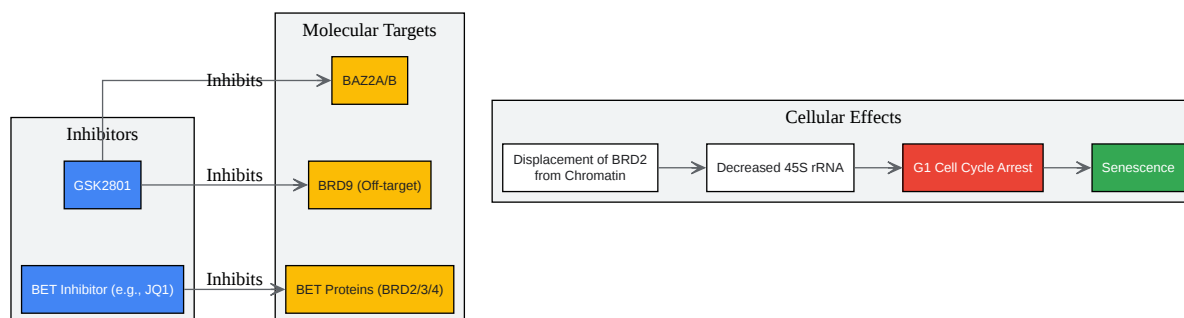 Molecular Targets
Inhibits
BAZ2A/B
Inhibitors
GSK2801
Inhibits
BRD9 (Off-target)
BET Inhibitor (e.g., JQ1)
Inhibits
BET Proteins (BRD2/3/4)
Cellular Effects
Displacement of BRD2
from Chromatin
Decreased 45S rRNA
G1 Cell Cycle Arrest
Senescence